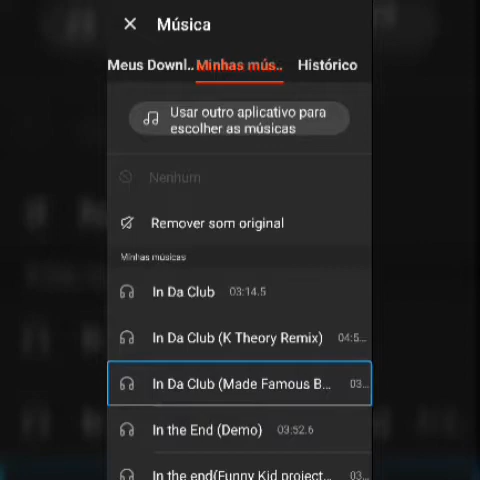 Música
Meus Downl.. Minhas mús.. Histórico
Usar outro aplicativo para
escolher as músicas
Nenhum
Remover som original
Minhas músicas
In Da Club 03:14.5
In Da Club (K Theory Remix) 04:5...
In Da Club (Made Famous B... 03...
In the End (Demo) 03:52.6
In the end(Funny Kid project... 03...